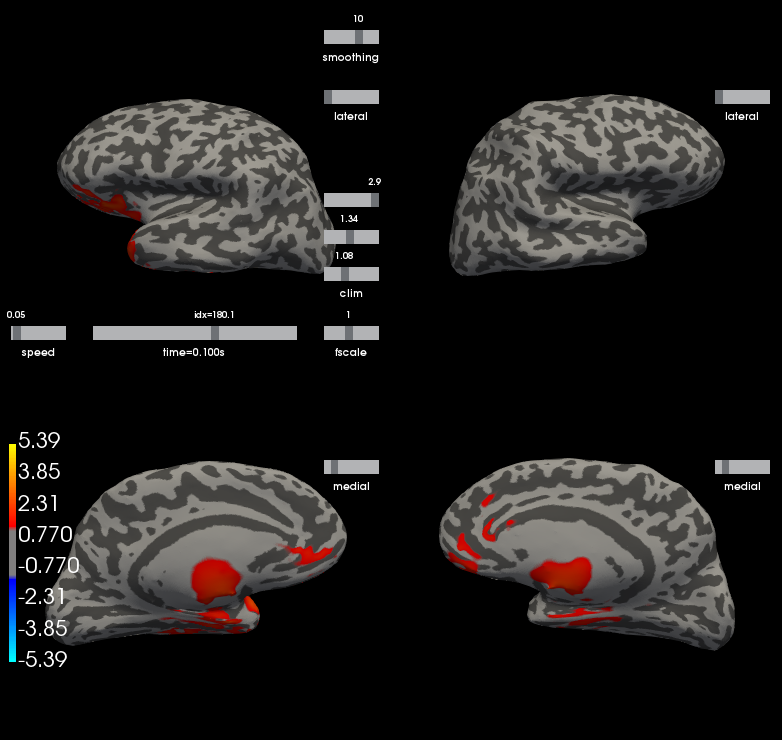 10
smoothing
lateral
lateral
2.9
1.34
1.08
clim
0.05
idx=180.1
1
speed
time=0.100s
fscale
5.39
3.85
2.31
0.770
-0.770
-2.31
-3.85
-5.39
medial
medial